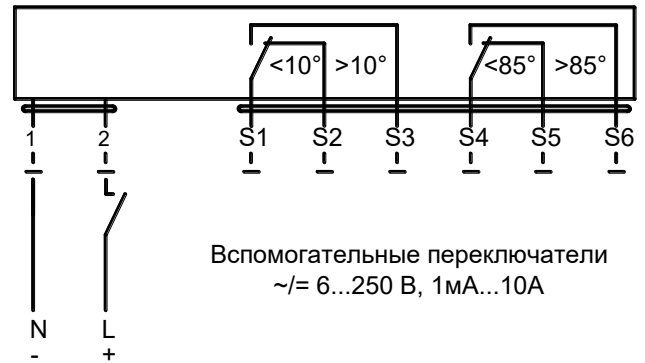 <10° >10° <85° >85°
1 2 S1 S2 S3 S4 S5 S6
Вспомогательные переключатели
~/= 6...250 В, 1мА...10А
N L
- +